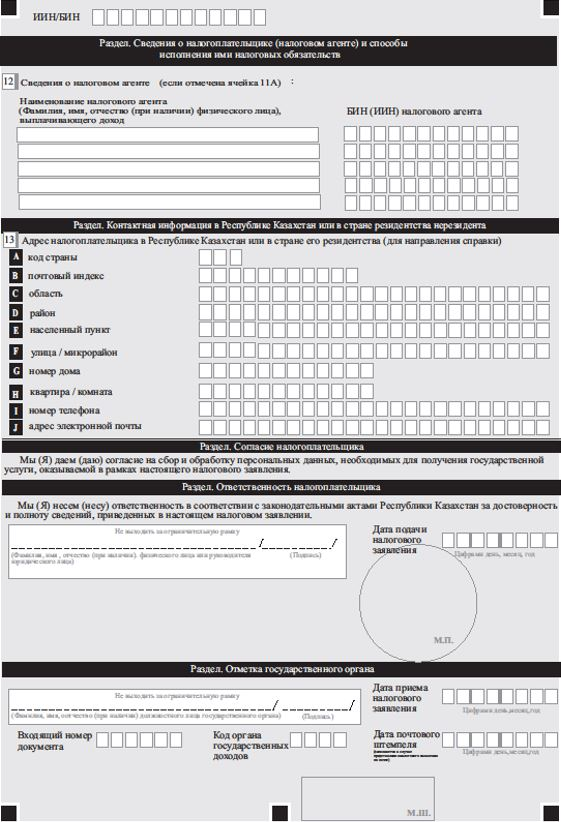 ИИН/БИН
Раздел. Сведения о налогоплательщике (налоговом агенте) и способы
исполнения ими налоговых обязательств
12 Сведения о налоговом агенте (если отмечена ячейка 11А) :
Наименование налогового агента
(Фамилия, имя, отчество (при наличии) физического лица),
выплачивающего доход
БИН (ИИН) налогового агента
Раздел. Контактная информация в Республике Казахстан или в стране резидентства нерезидента
13 Адрес налогоплательщика в Республике Казахстан или в стране его резидентства (для направления справки)
A код страны
B почтовый индекс
C область
D район
E населенный пункт
F улица / микрорайон
G номер дома
H квартира / комната
I номер телефона
J адрес электронной почты
Раздел. Согласие налогоплательщика
Мы (Я) даем (даю) согласие на сбор и обработку персональных данных, необходимых для получения государственной
услуги, оказываемой в рамках настоящего налогового заявления.
Раздел. Ответственность налогоплательщика
Мы (Я) несем (несу) ответственность в соответствии с законодательными актами Республики Казахстан за достоверность
и полноту сведений, приведенных в настоящем налоговом заявлении.
Не выходить за ограничительную рамку
/ /
(Фамилия, имя, отчество (при наличии). физического лица или руководителя
юридического лица)
(Подпись)
Дата подачи
налогового
заявления
Цифрами день, месяц, год
М.П.
Раздел. Отметка государственного органа
Не выходить за ограничительную рамку
/ /
(Фамилия, имя, оотчество (при наличии) должностного лица государственного органа)
(Подпись)
Дата приема
налогового
заявления
Цифрами день,месяц,год
Входящий номер
документа
Код органа
государственных
доходов
Дата почтового
штемпеля
Цифрами день,месяц,год
М.Ш.